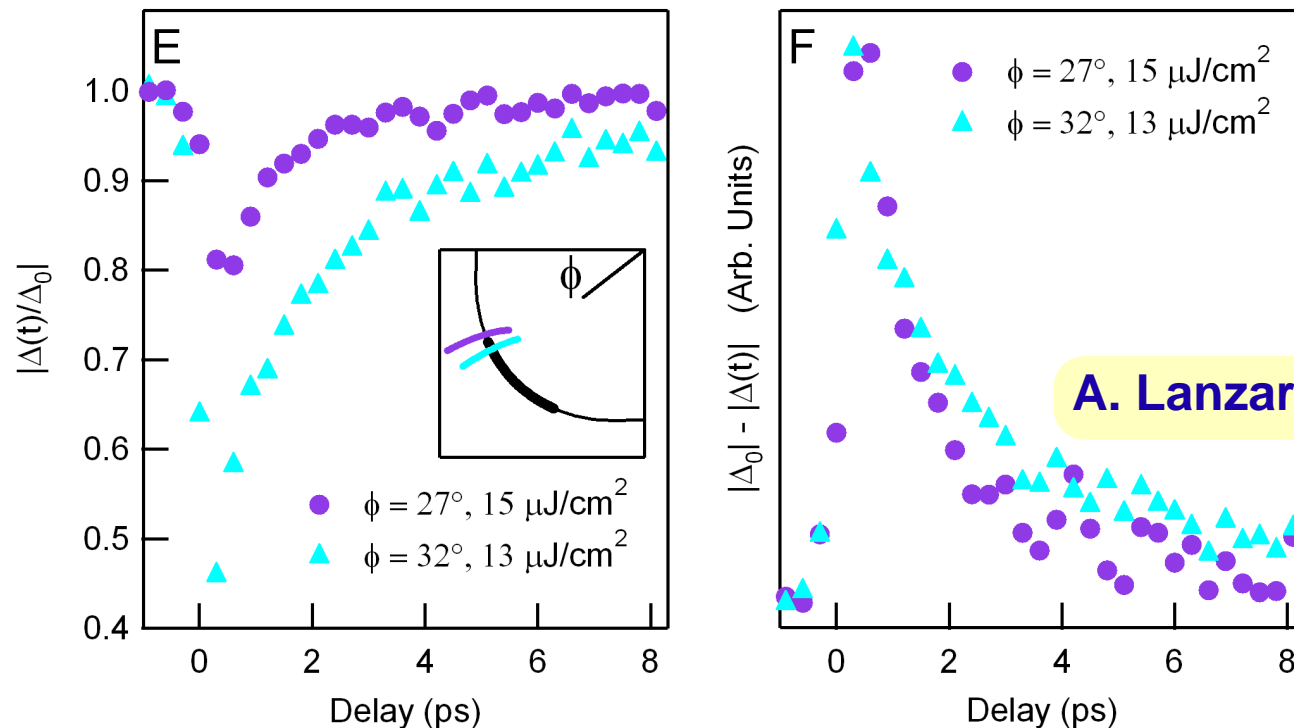 E
1.0
0.9
0.8
0.7
0.6
0.5
0.4
|Δ(t)/Δ₀|
ϕ
ϕ = 27°, 15 μJ/cm²
ϕ = 32°, 13 μJ/cm²
0 2 4 6 8
Delay (ps)
F
ϕ = 27°, 15 μJ/cm²
ϕ = 32°, 13 μJ/cm²
|Δ₀| - |Δ(t)| (Arb. Units)
A. Lanzar
0 2 4 6 8
Delay (ps)